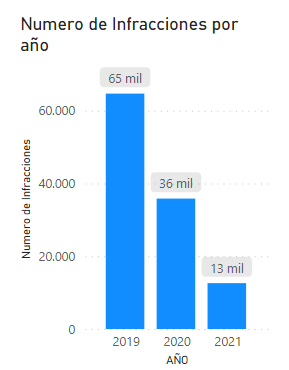 Numero de Infracciones por
año
Numero de Infracciones
60.000
40.000
20.000
0
65 mil
36 mil
13 mil
2019 2020 2021
AÑO